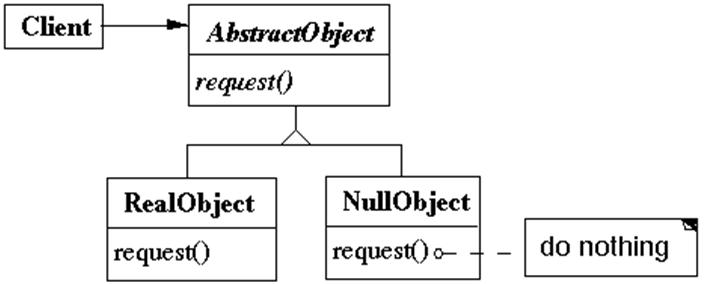 Client
AbstractObject
request()
RealObject
request()
NullObject
request()
do nothing